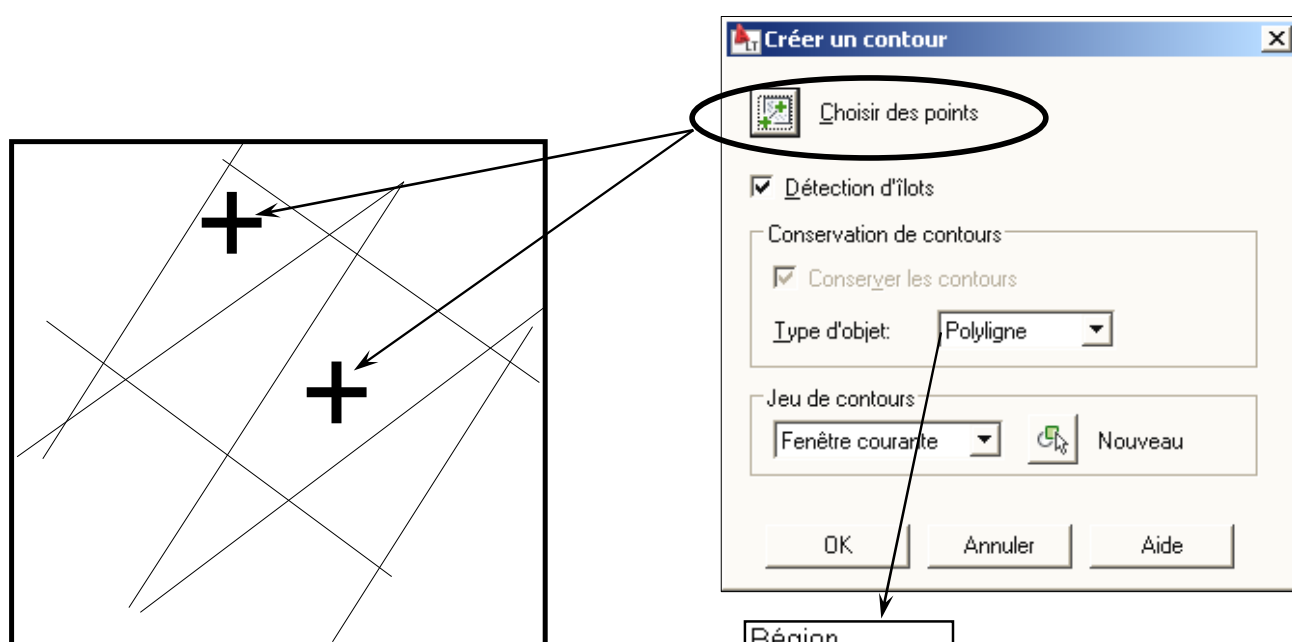 LT Créer un contour
Choisir des points
Détection d'îlots
Conservation de contours
Conserver les contours
Type d'objet: Polyligne
Jeu de contours
Fenêtre courante Nouveau
OK Annuler Aide
Région